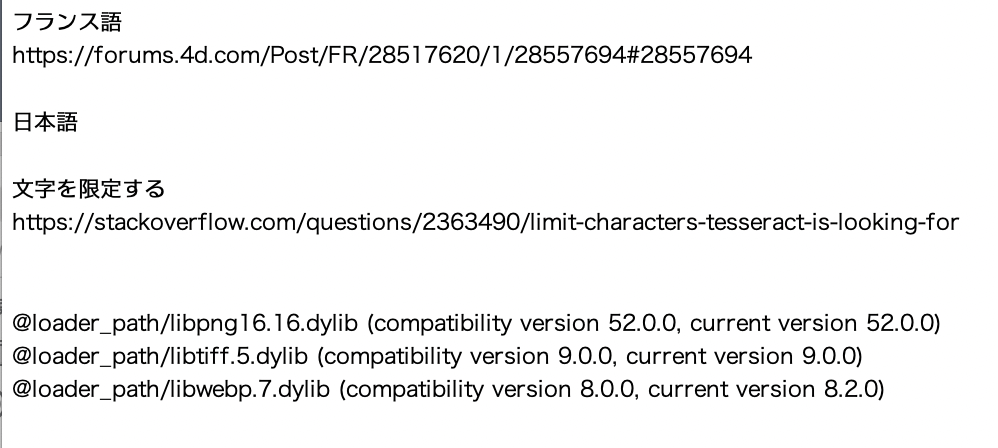 フランス語
https://forums.4d.com/Post/FR/28517620/1/28557694#28557694
日本語
文字を限定する
https://stackoverflow.com/questions/2363490/limit-characters-tesseract-is-looking-for
@loader_path/libpng16.16.dylib (compatibility version 52.0.0, current version 52.0.0)
@loader_path/libtiff.5.dylib (compatibility version 9.0.0, current version 9.0.0)
@loader_path/libwebp.7.dylib (compatibility version 8.0.0, current version 8.2.0)